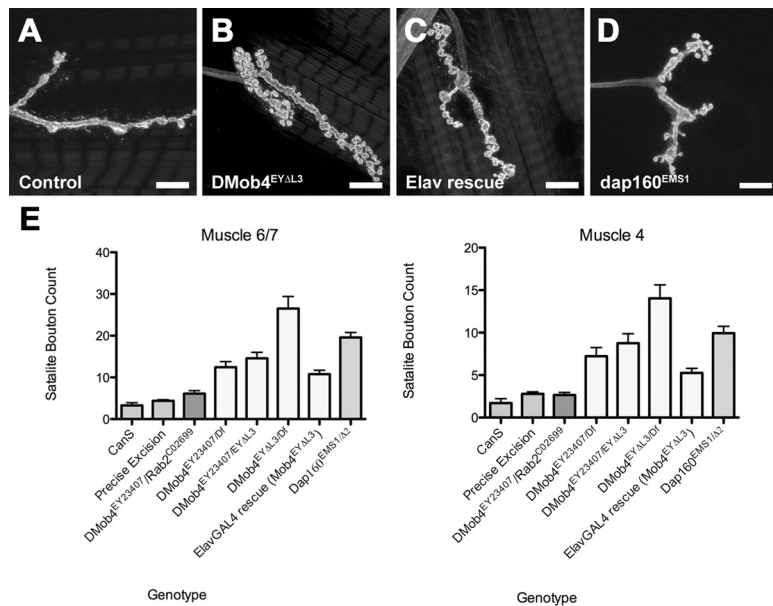 A
B
C
D
Control
DMob4EYΔL3
Elav rescue
dap160EMS1
E
Muscle 6/7
Satalite Bouton Count
40
30
20
10
0
CanS
Precise Excision
DMob4EY23407/Rab2C02699
DMob4EY23407/Df
DMob4EY23407/EYΔL3
DMob4EYΔL3/Df
ElavGAL4 rescue (Mob4EYΔL3)
Dap160EMS1/Δ2
Genotype
Muscle 4
Satalite Bouton Count
20
15
10
5
0
CanS
Precise Excision
DMob4EY23407/Rab2C02699
DMob4EY23407/Df
DMob4EY23407/EYΔL3
DMob4EYΔL3/Df
ElavGAL4 rescue (Mob4EYΔL3)
Dap160EMS1/Δ2
Genotype